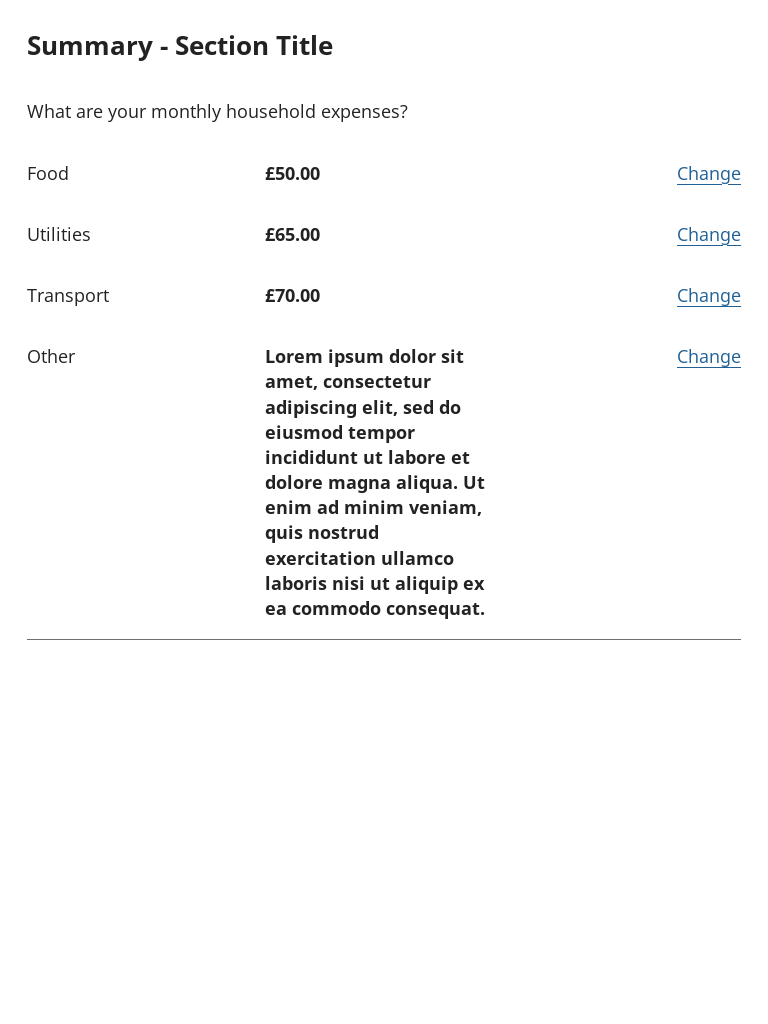 Summary - Section Title
What are your monthly household expenses?
Food £50.00 Change
Utilities £65.00 Change
Transport £70.00 Change
Other Lorem ipsum dolor sit Change
amet, consectetur
adipiscing elit, sed do
eiusmod tempor
incididunt ut labore et
dolore magna aliqua. Ut
enim ad minim veniam,
quis nostrud
exercitation ullamco
laboris nisi ut aliquip ex
ea commodo consequat.